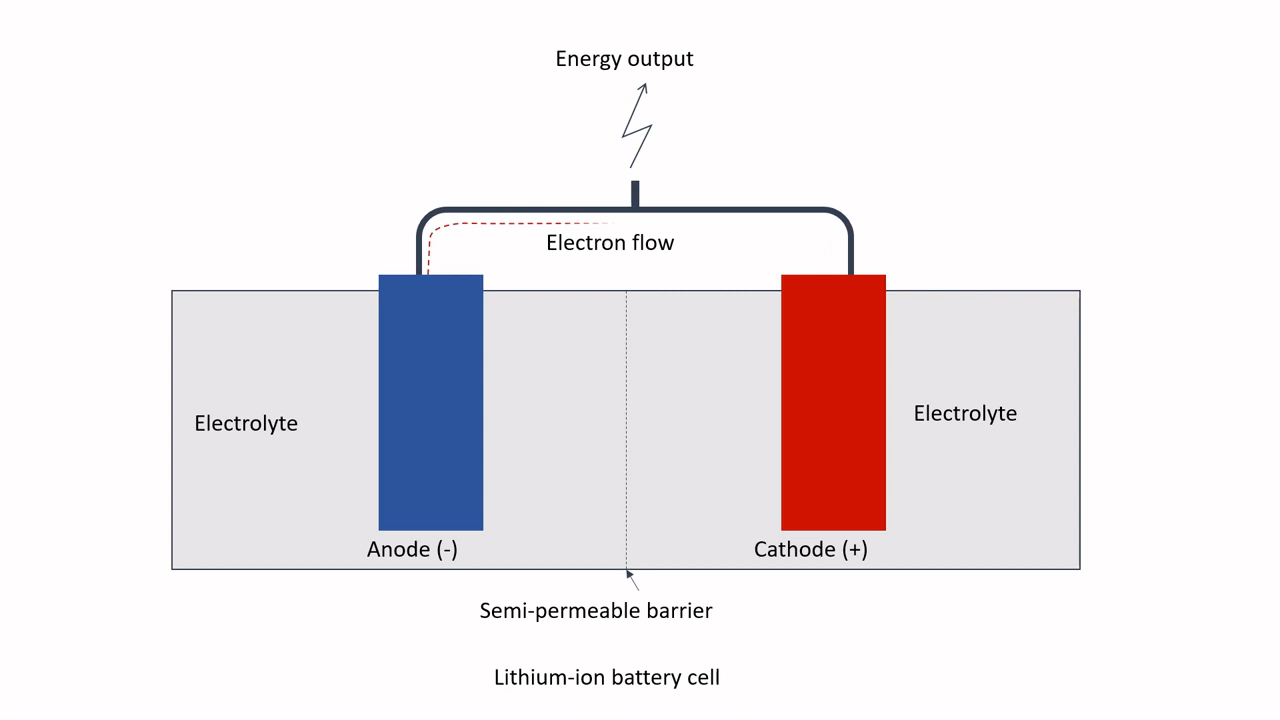 Energy output
Electron flow
Electrolyte
Electrolyte
Anode (-)
Cathode (+)
Semi-permeable barrier
Lithium-ion battery cell